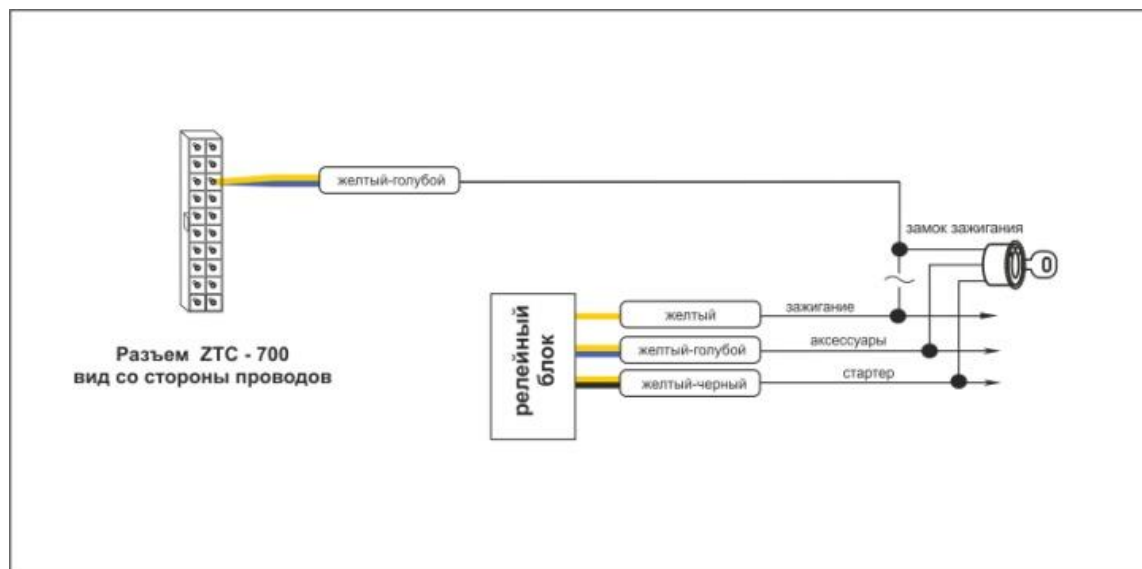 желтый-голубой
замок зажигания
релейный
блок
желтый
зажигание
желтый-голубой
аксессуары
желтый-черный
стартер
Разъем ZTC - 700
вид со стороны проводов